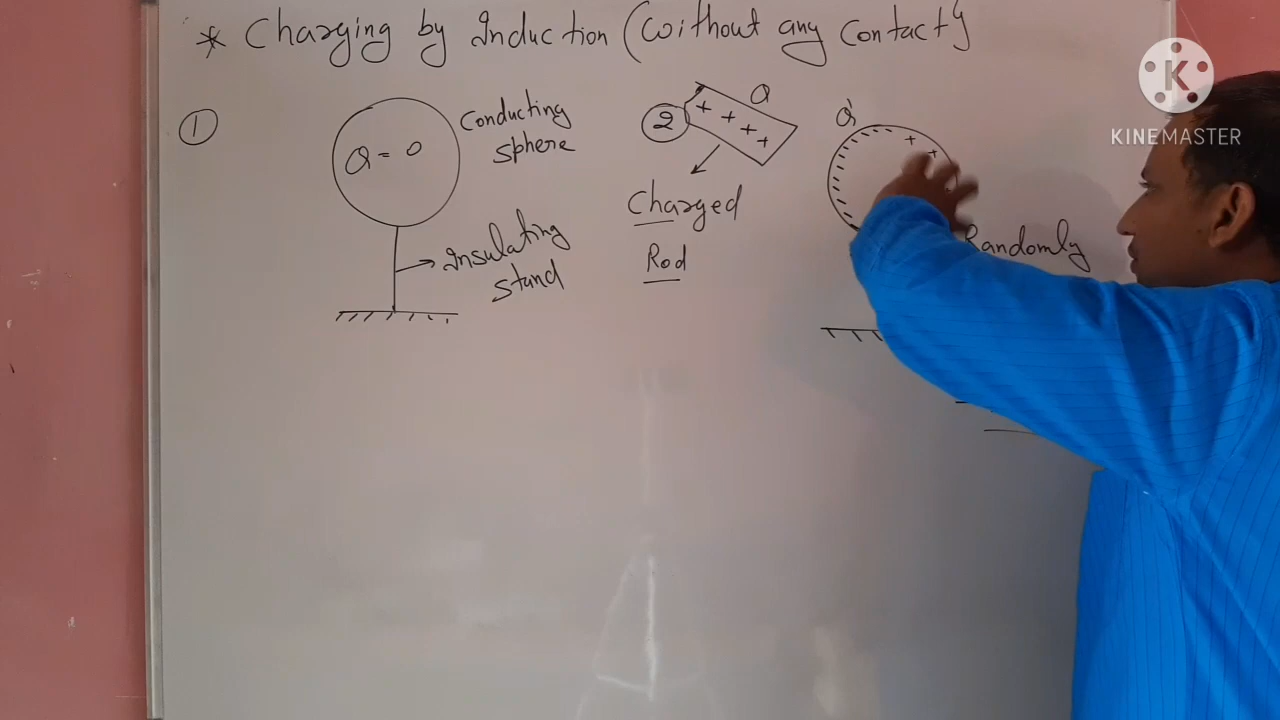 * Charging by Induction (Without any contact)
①
Q = 0
Conducting
sphere
Insulating
stand
②
+ + + +
Q
Charged
Rod
Q'
+ +
Randomly
K
KINEMASTER